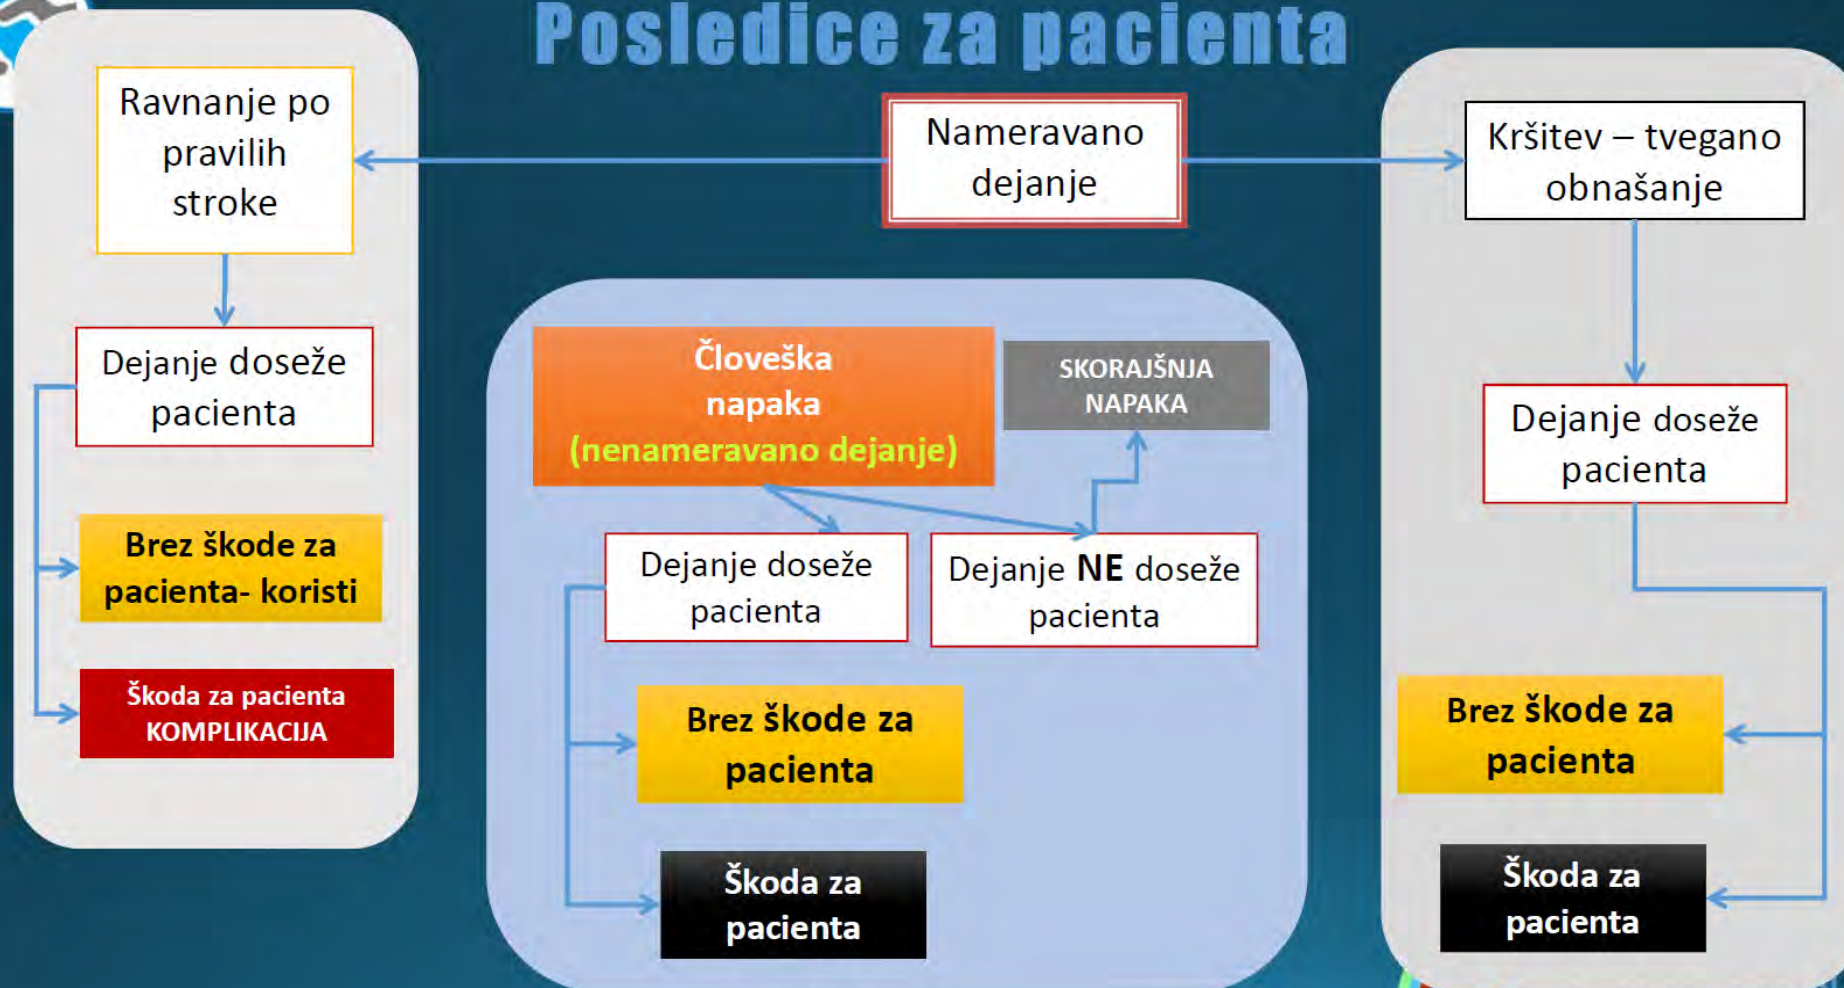 Posledice za pacienta
Ravnanje po
pravilih
stroke
Dejanje doseže
pacienta
Brez škode za
pacienta- koristi
Škoda za pacienta
KOMPLIKACIJA
Nameravano
dejanje
Človeška
napaka
(nenameravano dejanje)
SKORAJŠNJA
NAPAKA
Dejanje doseže
pacienta
Dejanje NE doseže
pacienta
Brez škode za
pacienta
Škoda za
pacienta
Kršitev – tvegano
obnašanje
Dejanje doseže
pacienta
Brez škode za
pacienta
Škoda za
pacienta